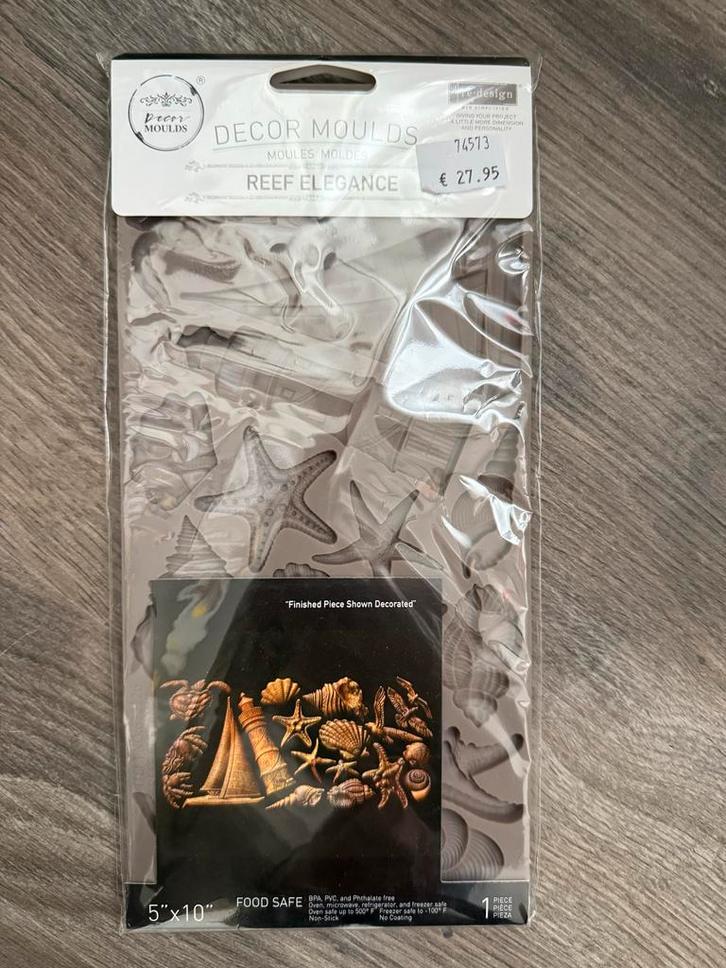 ®
Decor
MOULDS
re·design
GIVING YOUR PROJECT
A LITTLE MORE DIMENSION
AND PERSONALITY
DECOR MOULDS
MOULES MOLDES
REEF ELEGANCE
74573
€ 27.95
"Finished Piece Shown Decorated"
5"x10"
FOOD SAFE
BPA, PVC, and Phthalate free
Oven, microwave, refrigerator, and freezer safe
Oven safe up to 500° F Freezer safe to -100° F
Non-Stick No Coating
1 PIECE
PIÈCE
PIEZA